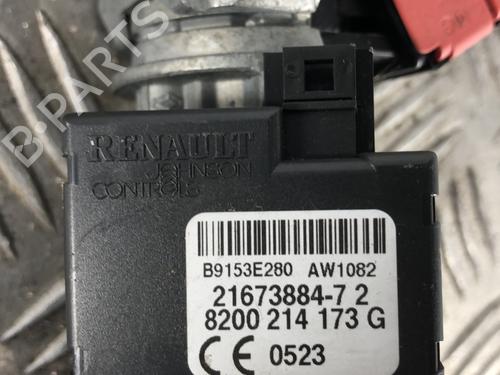 B-PARTS
RENAULT
JOHNSON
CONTROLS
B9153E280 AW1082
21673884-7 2
8200 214 173 G
CE 0523